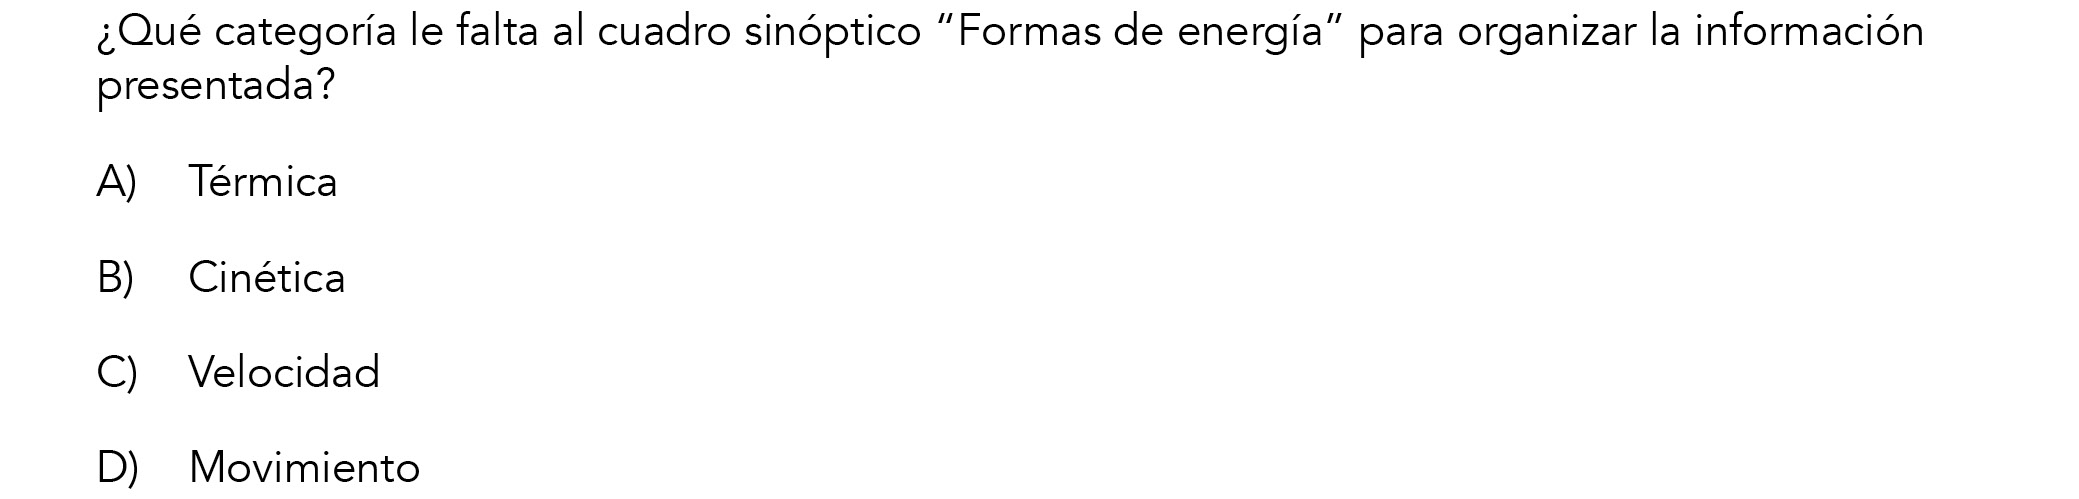 ¿Qué categoría le falta al cuadro sinóptico “Formas de energía” para organizar la información
presentada?
A) Térmica
B) Cinética
C) Velocidad
D) Movimiento